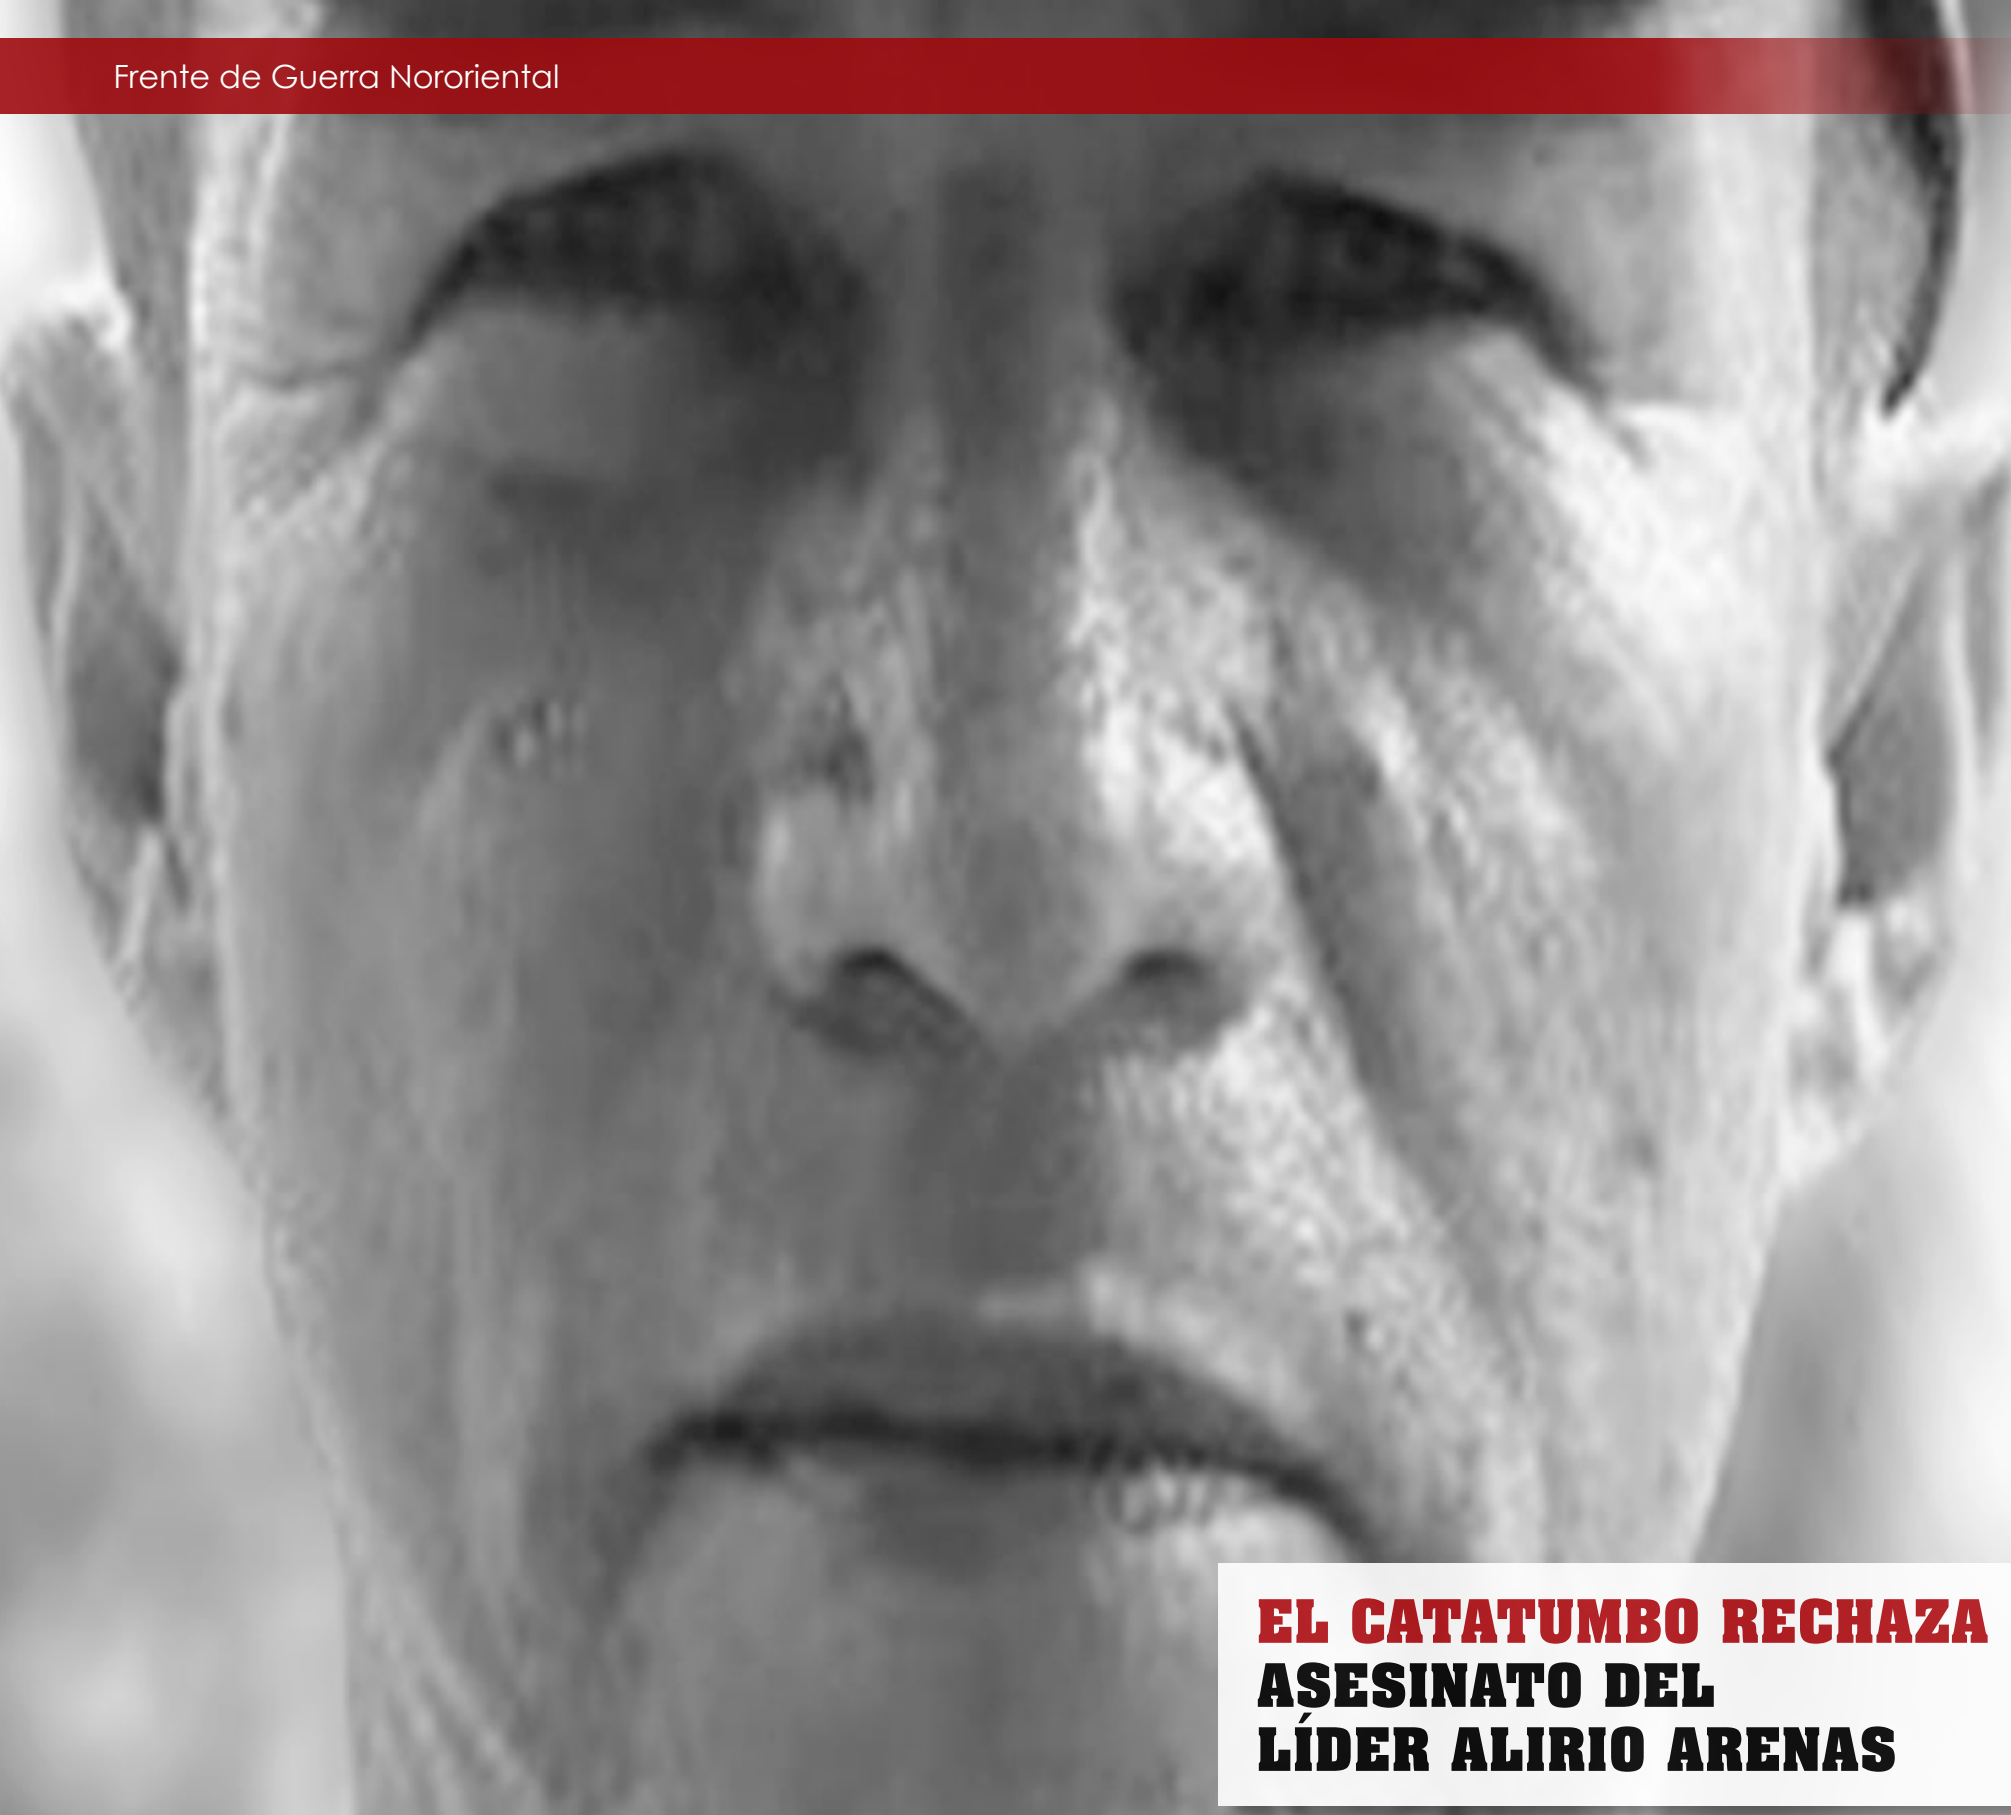 Frente de Guerra Nororiental
EL CATATUMBO RECHAZA
ASESINATO DEL
LÍDER ALIRIO ARENAS